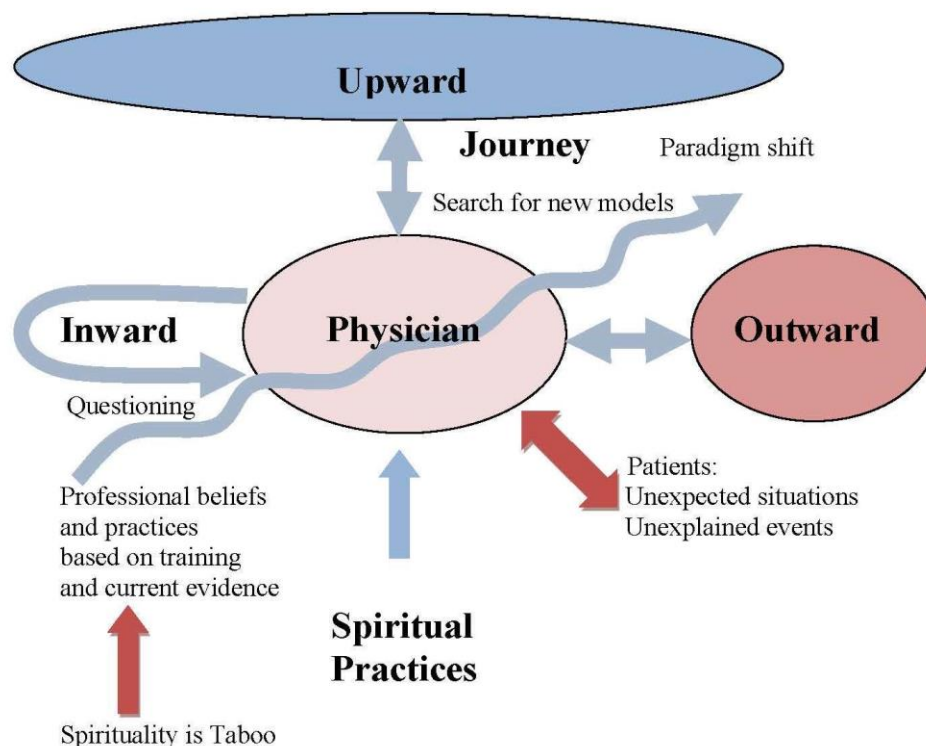 Upward
Journey
Paradigm shift
Search for new models
Inward
Physician
Outward
Questioning
Patients:
Unexpected situations
Unexplained events
Professional beliefs
and practices
based on training
and current evidence
Spiritual
Practices
Spirituality is Taboo